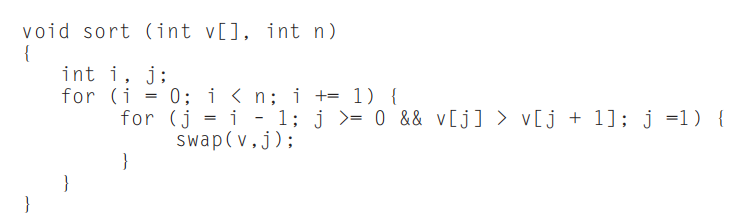 void sort (int v[], int n)
{
int i, j;
for (i = 0; i < n; i += 1) {
for (j = i - 1; j >= 0 && v[j] > v[j + 1]; j =1) {
swap(v,j);
}
}
}